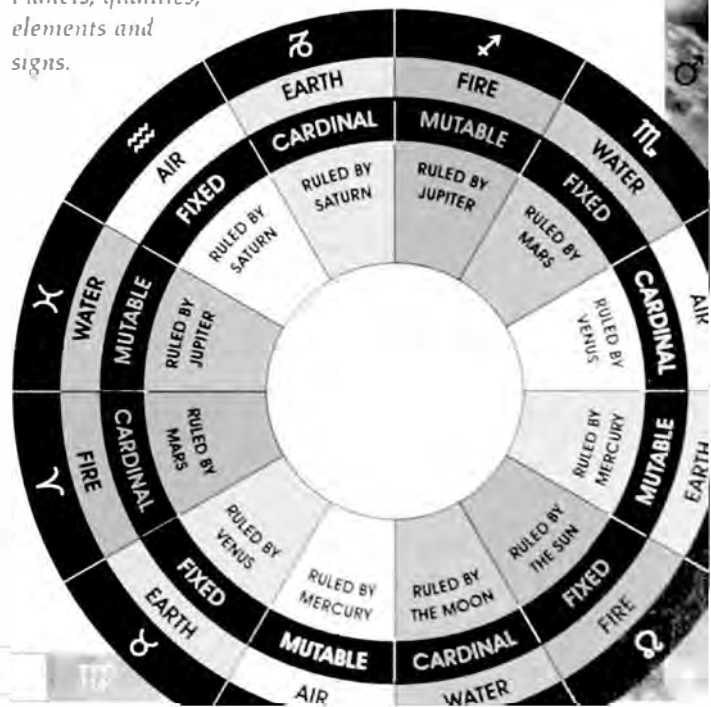 elements and
signs.
♑
EARTH
CARDINAL
RULED BY
SATURN
♐
FIRE
MUTABLE
RULED BY
JUPITER
♏
WATER
FIXED
RULED BY
MARS
AIR
CARDINAL
RULED BY
VENUS
EARTH
MUTABLE
RULED BY
MERCURY
♌
FIRE
FIXED
RULED BY
THE SUN
WATER
CARDINAL
RULED BY
THE MOON
AIR
MUTABLE
RULED BY
MERCURY
♉
EARTH
FIXED
RULED BY
VENUS
♈
FIRE
CARDINAL
RULED BY
MARS
♓
WATER
MUTABLE
RULED BY
JUPITER
♒
AIR
FIXED
RULED BY
SATURN
♂